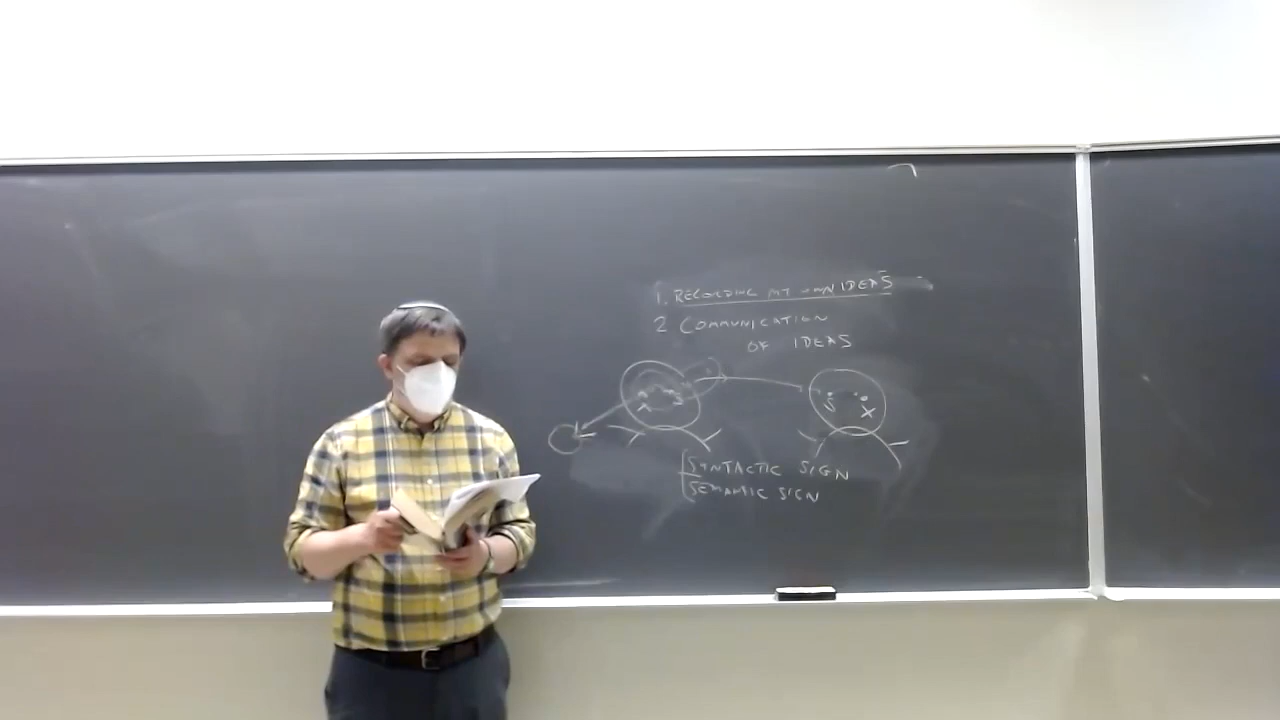 1. RECORDING MY OWN IDEAS
2 COMMUNICATION
OF IDEAS
SYNTACTIC SIGN
SEMANTIC SIGN